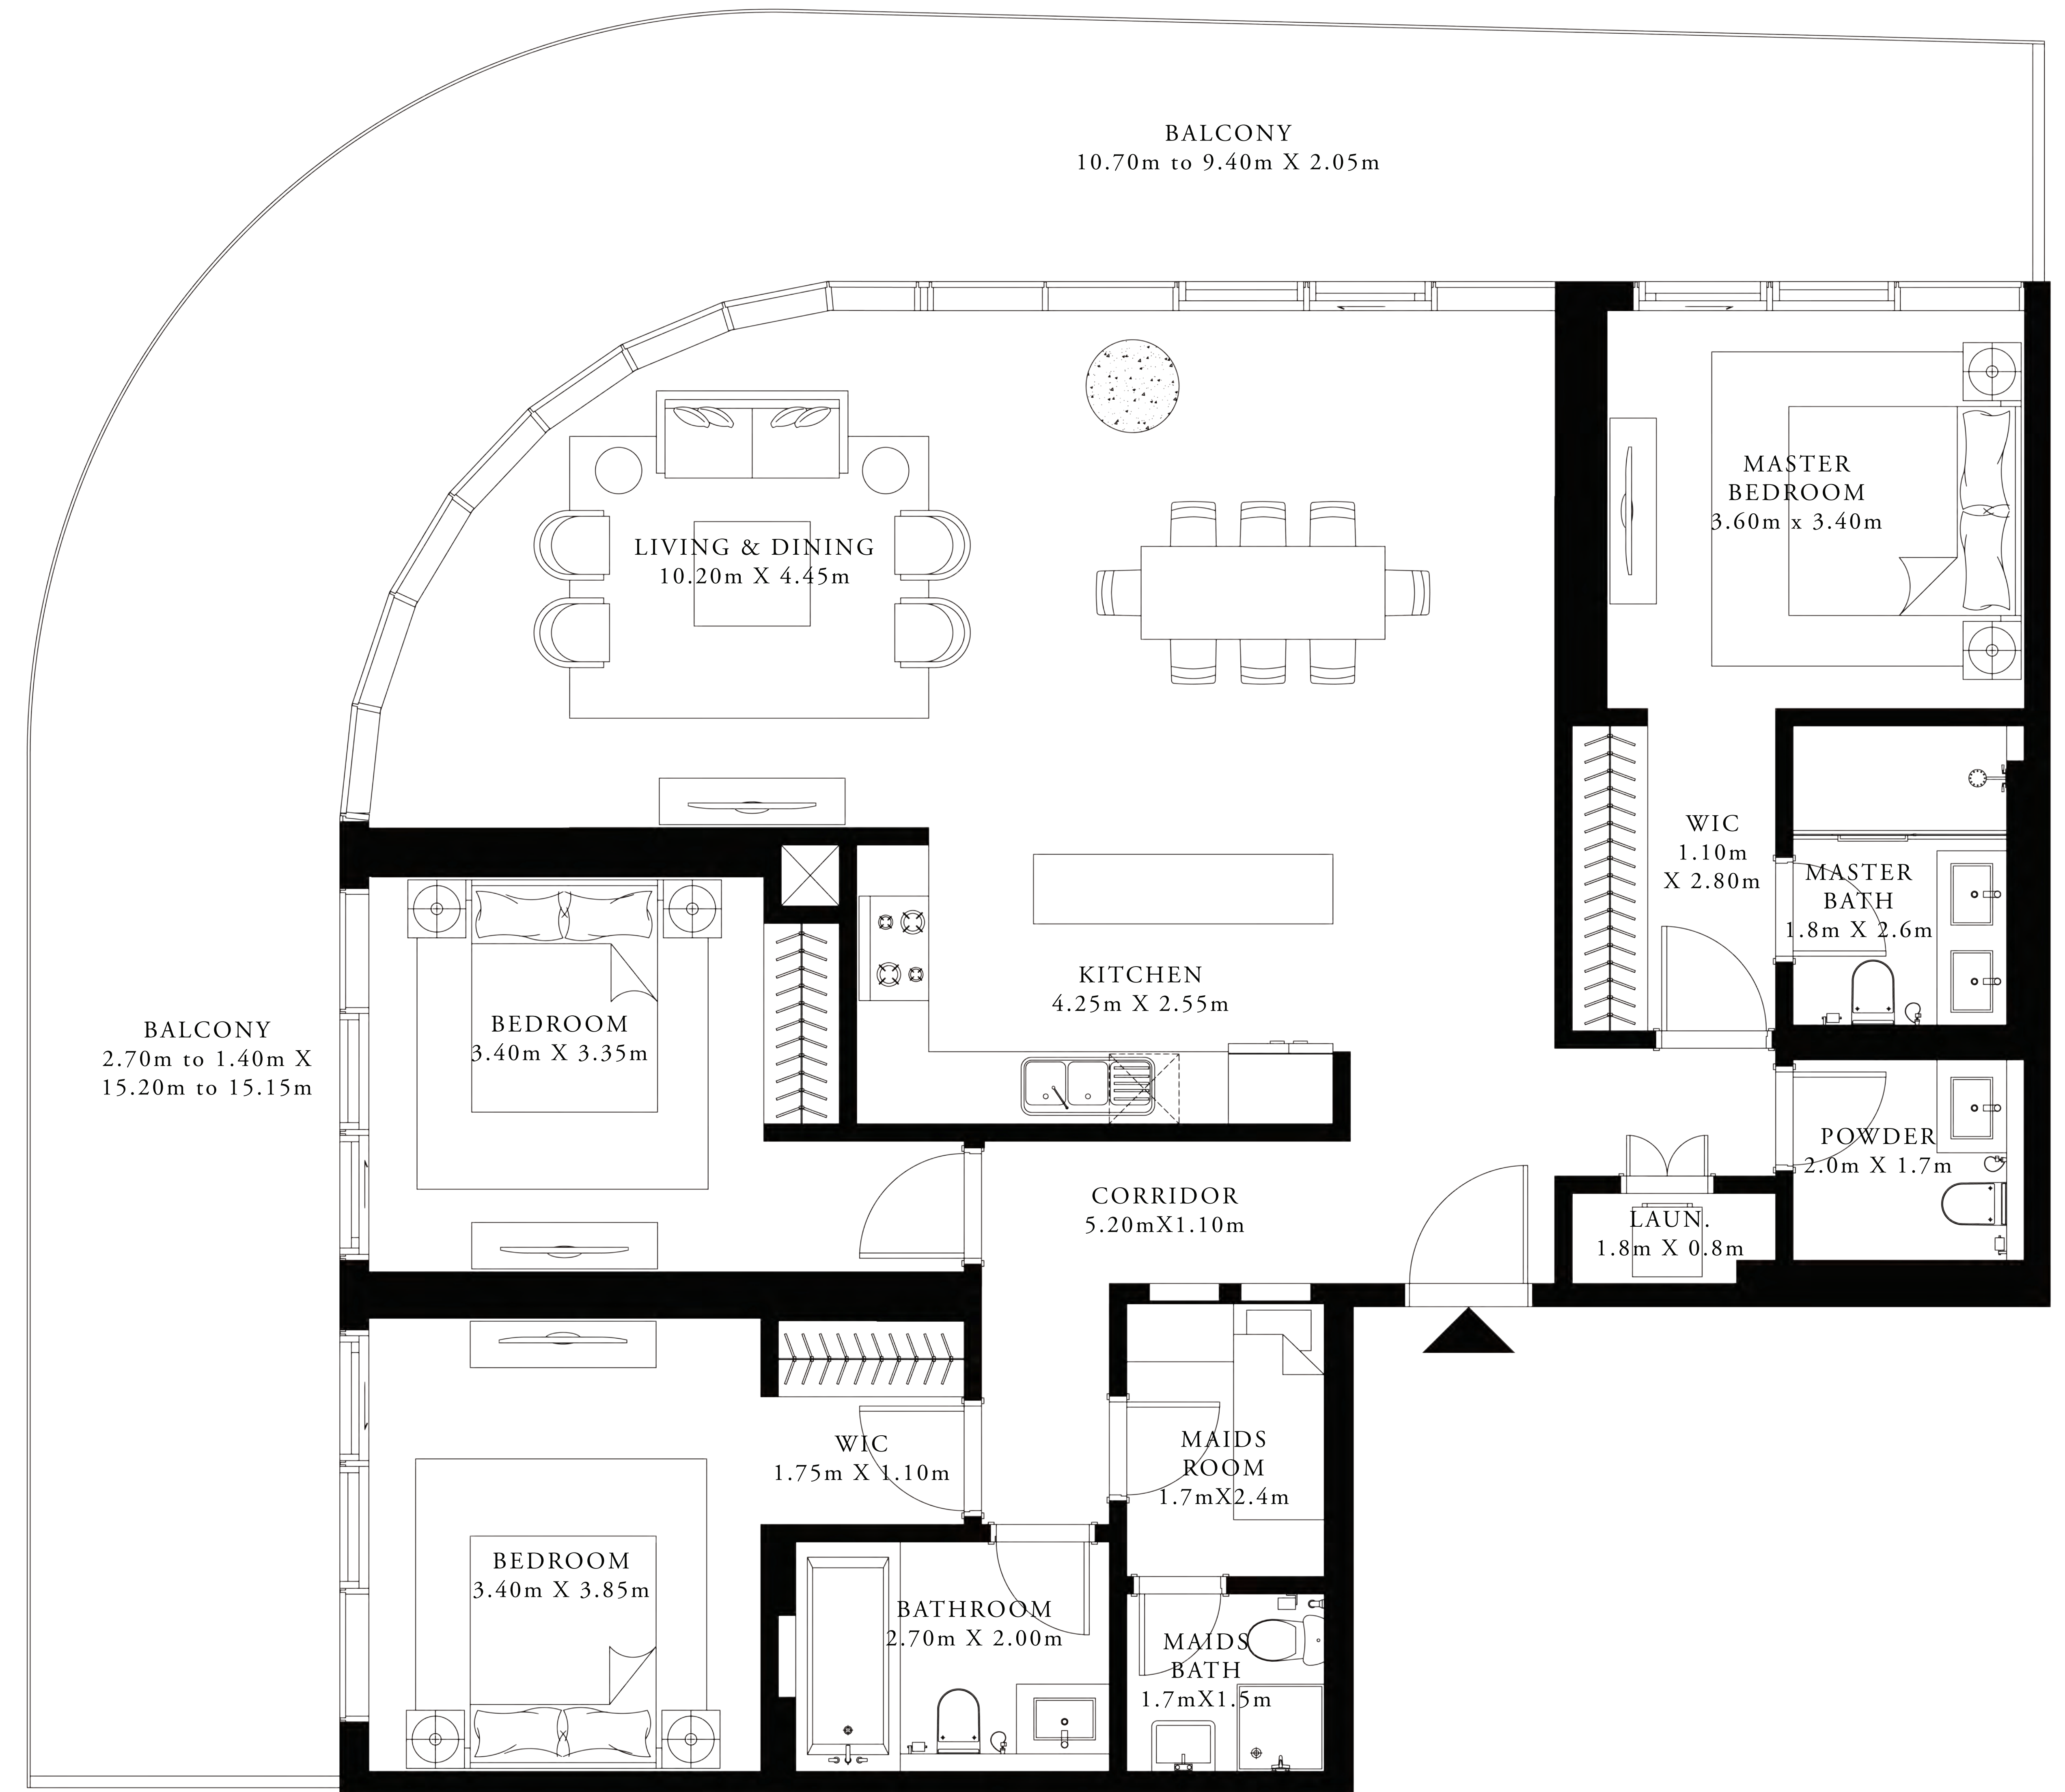 BALCONY
10.70m to 9.40m X 2.05m
MASTER
BEDROOM
3.60m x 3.40m
LIVING & DINING
10.20m X 4.45m
WIC
1.10m
X 2.80m
MASTER
BATH
1.8m X 2.6m
KITCHEN
4.25m X 2.55m
BEDROOM
3.40m X 3.35m
BALCONY
2.70m to 1.40m X
15.20m to 15.15m
POWDER
2.0m X 1.7m
CORRIDOR
5.20mX1.10m
LAUN.
1.8m X 0.8m
WIC
1.75m X 1.10m
MAIDS
ROOM
1.7mX2.4m
BEDROOM
3.40m X 3.85m
BATHROOM
2.70m X 2.00m
MAIDS
BATH
1.7mX1.5m